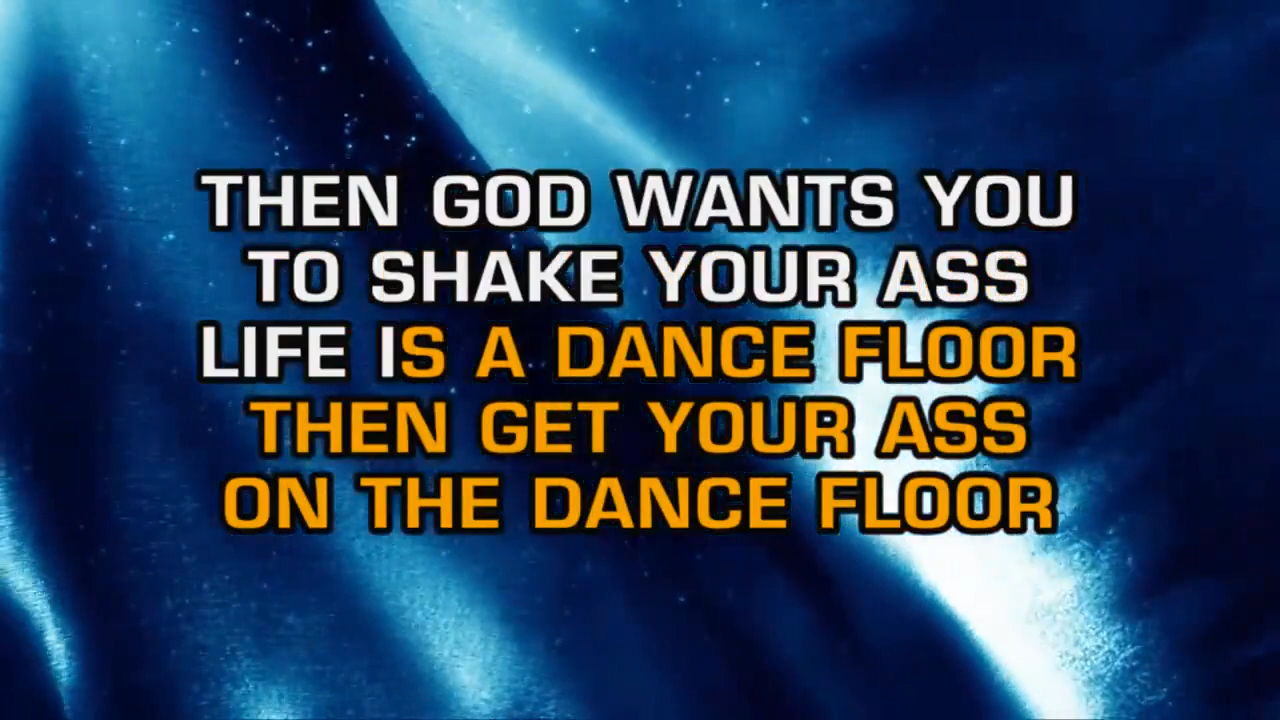 THEN GOD WANTS YOU
TO SHAKE YOUR ASS
LIFE IS A DANCE FLOOR
THEN GET YOUR ASS
ON THE DANCE FLOOR